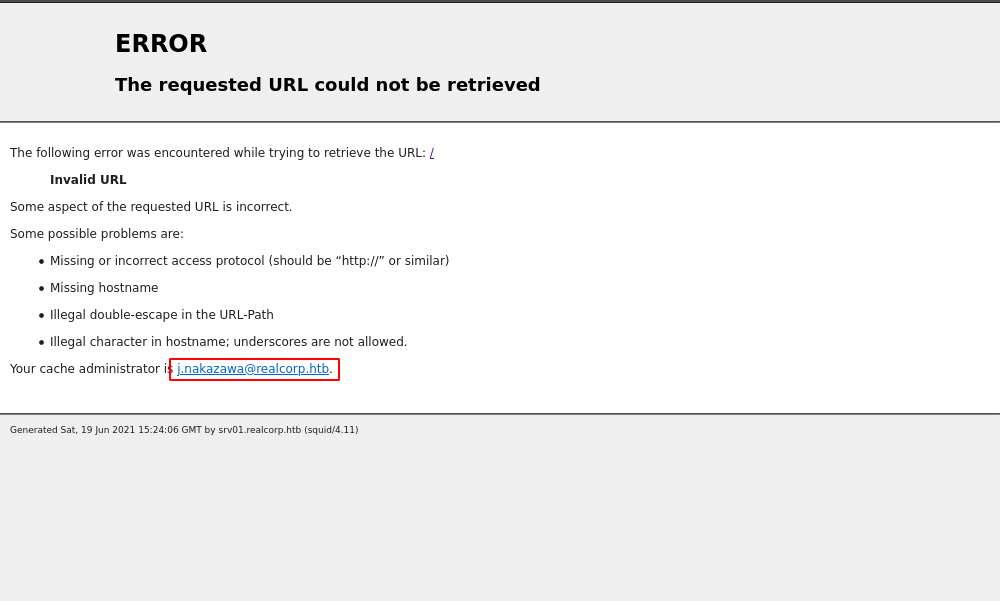 ERROR
The requested URL could not be retrieved
The following error was encountered while trying to retrieve the URL: /
Invalid URL
Some aspect of the requested URL is incorrect.
Some possible problems are:
• Missing or incorrect access protocol (should be “http://” or similar)
• Missing hostname
• Illegal double-escape in the URL-Path
• Illegal character in hostname; underscores are not allowed.
Your cache administrator is j.nakazawa@realcorp.htb.
Generated Sat, 19 Jun 2021 15:24:06 GMT by srv01.realcorp.htb (squid/4.11)